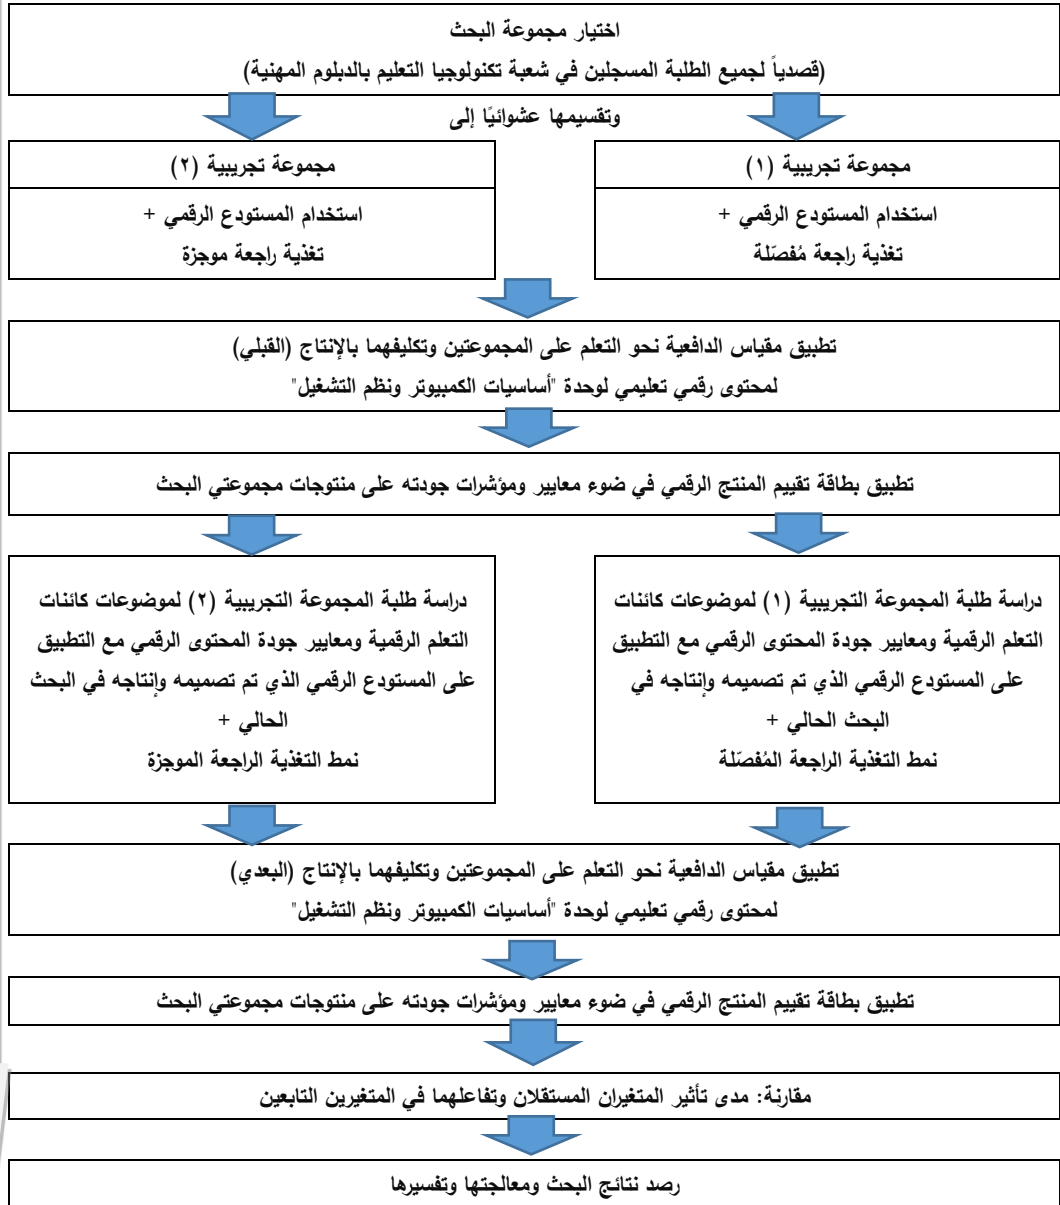 اختيار مجموعة البحث
(قصدياً لجميع الطلبة المسجلين في شعبة تكنولوجيا التعليم بالدبلوم المهنية)
وتقسيمها عشوائيًا إلى
مجموعة تجريبية (١)
استخدام المستودع الرقمي +
تغذية راجعة مُفصّلة
مجموعة تجريبية (٢)
استخدام المستودع الرقمي +
تغذية راجعة موجزة
تطبيق مقياس الدافعية نحو التعلم على المجموعتين وتكليفهما بالإنتاج (القبلي)
لمحتوى رقمي تعليمي لوحدة "أساسيات الكمبيوتر ونظم التشغيل"
تطبيق بطاقة تقييم المنتج الرقمي في ضوء معايير ومؤشرات جودته على منتوجات مجموعتي البحث
دراسة طلبة المجموعة التجريبية (١) لموضوعات كائنات
التعلم الرقمية ومعايير جودة المحتوى الرقمي مع التطبيق
على المستودع الرقمي الذي تم تصميمه وإنتاجه في
البحث الحالي +
نمط التغذية الراجعة المُفصّلة
دراسة طلبة المجموعة التجريبية (٢) لموضوعات كائنات
التعلم الرقمية ومعايير جودة المحتوى الرقمي مع التطبيق
على المستودع الرقمي الذي تم تصميمه وإنتاجه في البحث
الحالي +
نمط التغذية الراجعة الموجزة
تطبيق مقياس الدافعية نحو التعلم على المجموعتين وتكليفهما بالإنتاج (البعدي)
لمحتوى رقمي تعليمي لوحدة "أساسيات الكمبيوتر ونظم التشغيل"
تطبيق بطاقة تقييم المنتج الرقمي في ضوء معايير ومؤشرات جودته على منتوجات مجموعتي البحث
مقارنة: مدى تأثير المتغيران المستقلان وتفاعلهما في المتغيرين التابعين
رصد نتائج البحث ومعالجتها وتفسيرها